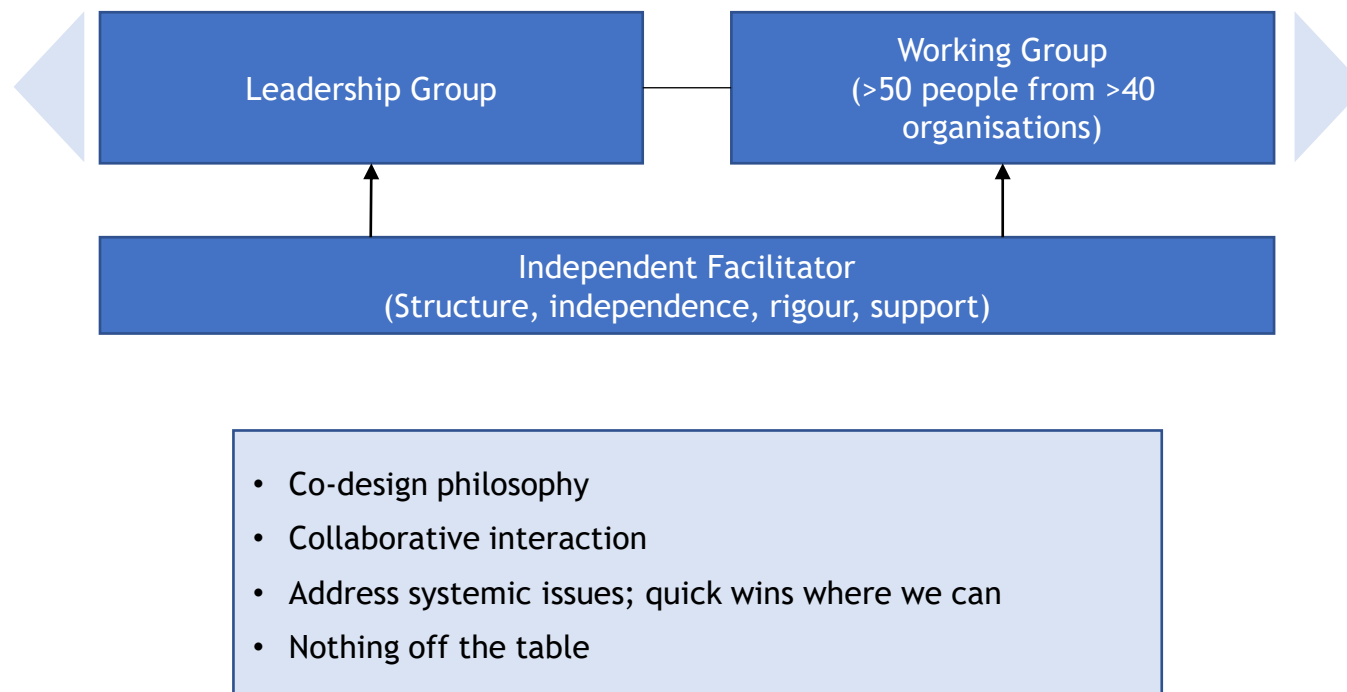 Leadership Group
Working Group
(>50 people from >40
organisations)
Independent Facilitator
(Structure, independence, rigour, support)
• Co-design philosophy
• Collaborative interaction
• Address systemic issues; quick wins where we can
• Nothing off the table